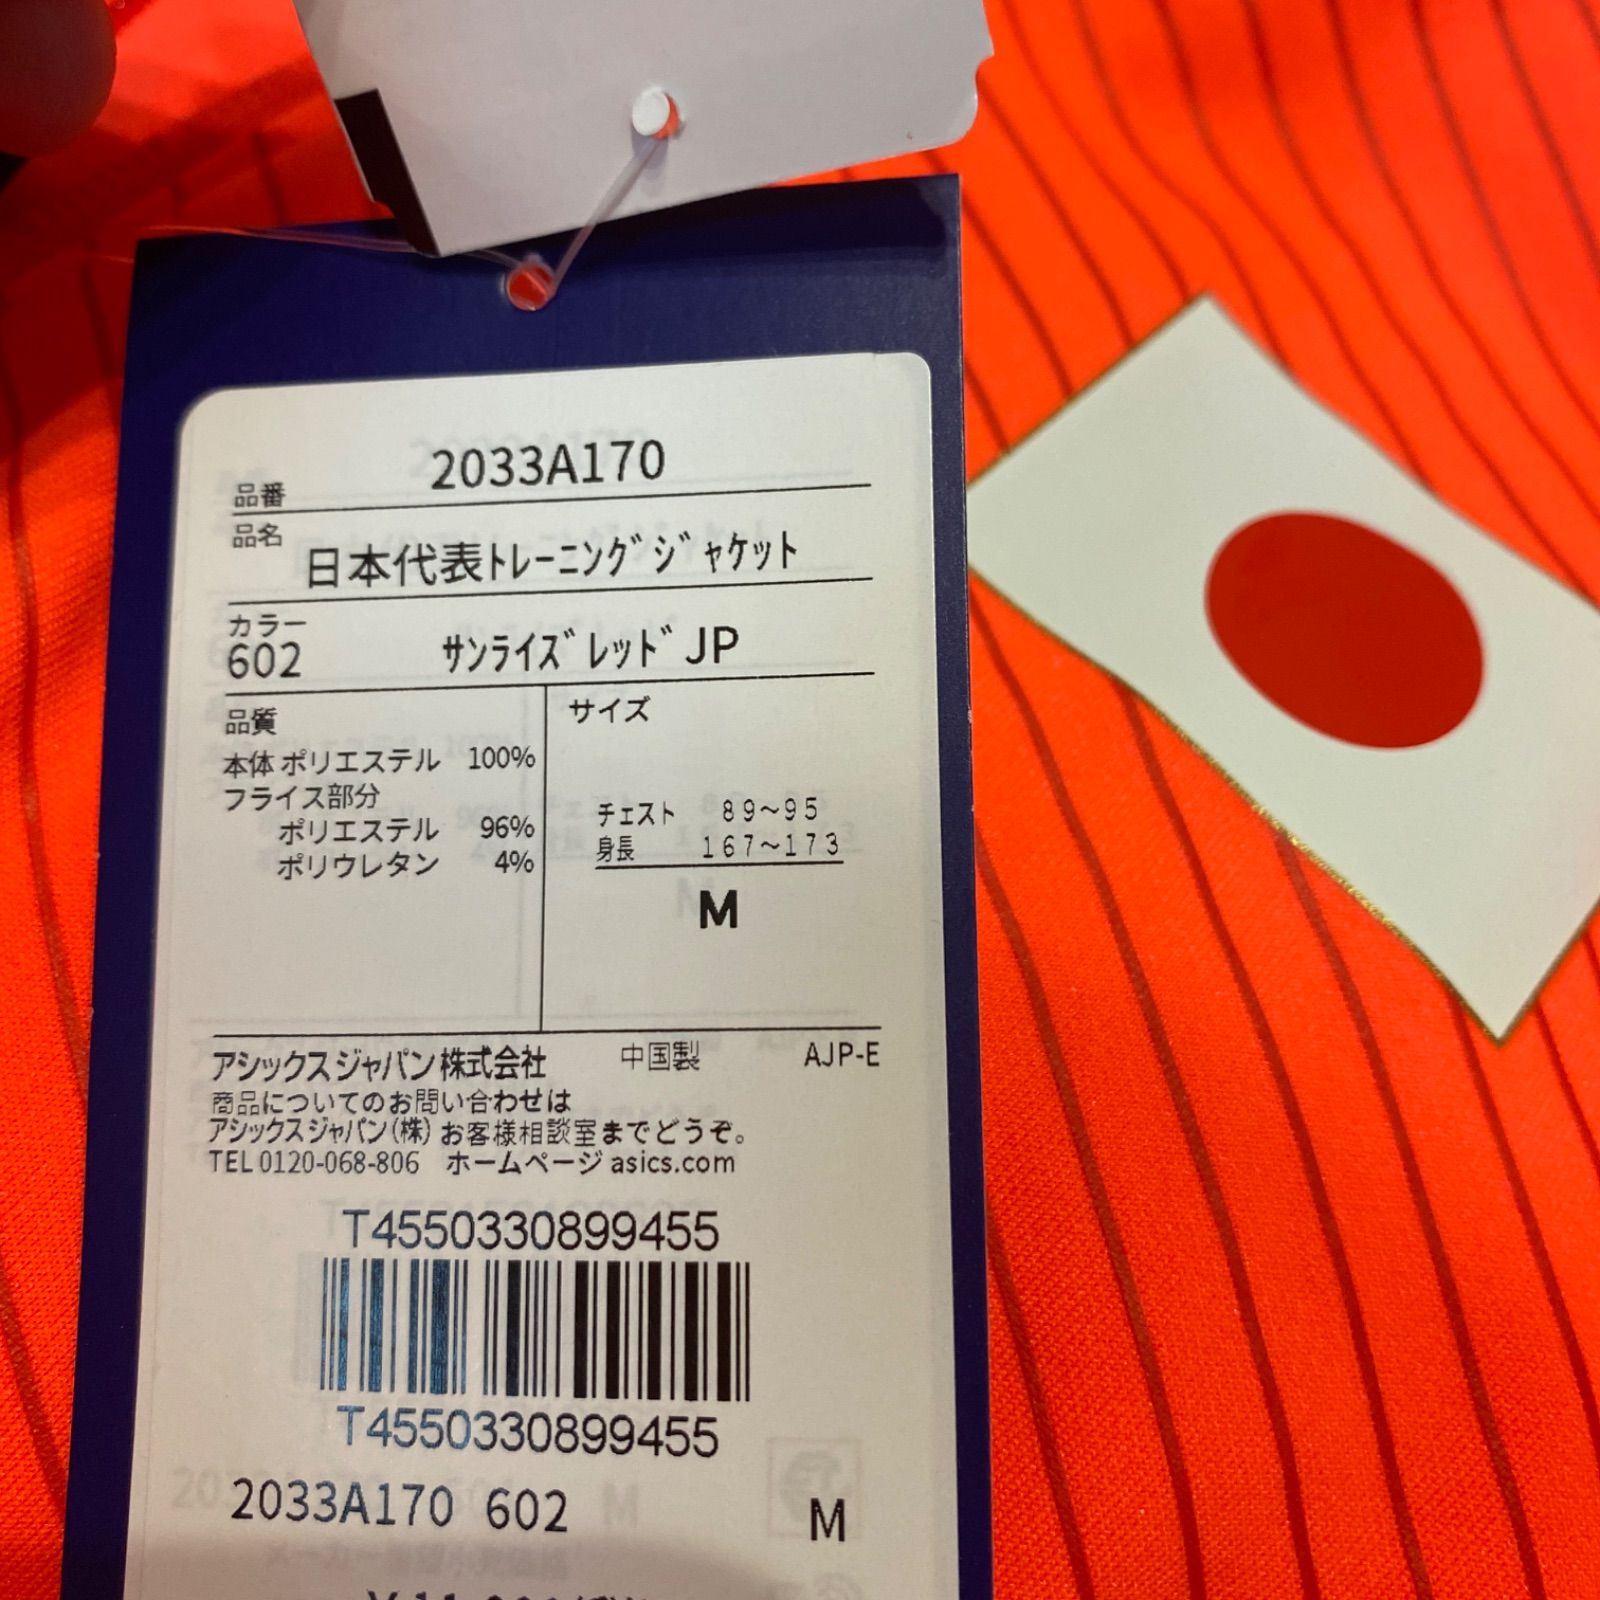 品番 2033A170
品名 日本代表ﾄﾚｰﾆﾝｸﾞｼﾞｬｹｯﾄ
カラー
602 ｻﾝﾗｲｽﾞﾚｯﾄﾞJP
品質
本体 ポリエステル 100%
フライス部分
ポリエステル 96%
ポリウレタン 4%
サイズ
チェスト 89～95
身長 167～173
M
アシックスジャパン株式会社 中国製 AJP-E
商品についてのお問い合わせは
アシックスジャパン(株)お客様相談室までどうぞ。
TEL 0120-068-806 ホームページ asics.com
T4550330899455
T4550330899455
2033A170 602 M